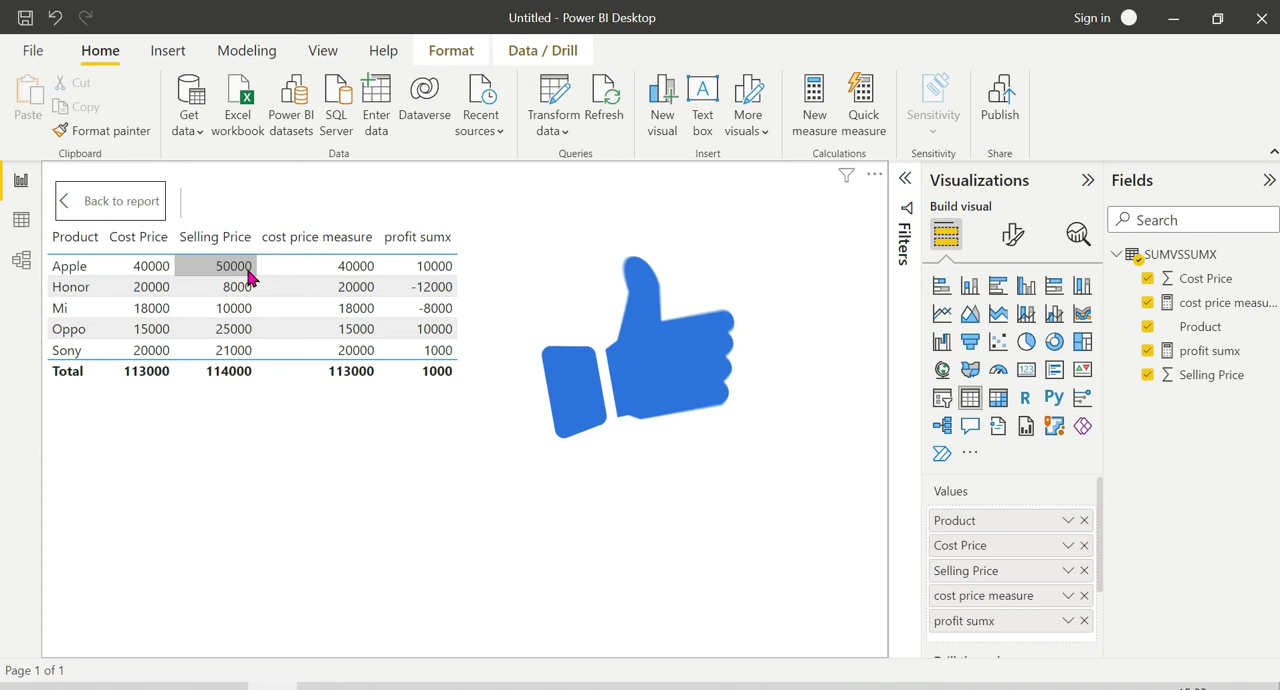 Untitled - Power BI Desktop
Sign in
File Home Insert Modeling View Help Format Data / Drill
Paste
Cut
Copy
Format painter
Clipboard
Get data
Excel workbook
Power BI datasets
SQL Server
Enter data
Dataverse
Recent sources
Data
Transform data
Refresh
Queries
New visual
Text box
More visuals
Insert
New measure
Quick measure
Calculations
Sensitivity
Sensitivity
Publish
Share
Back to report
Product Cost Price Selling Price cost price measure profit sumx
Apple 40000 50000 40000 10000
Honor 20000 8000 20000 -12000
Mi 18000 10000 18000 -8000
Oppo 15000 25000 15000 10000
Sony 20000 21000 20000 1000
Total 113000 114000 113000 1000
Filters
Visualizations
Build visual
R Py
123
Values
Product
Cost Price
Selling Price
cost price measure
profit sumx
Fields
Search
SUMVSSUMX
Cost Price
cost price measu...
Product
profit sumx
Selling Price
Page 1 of 1